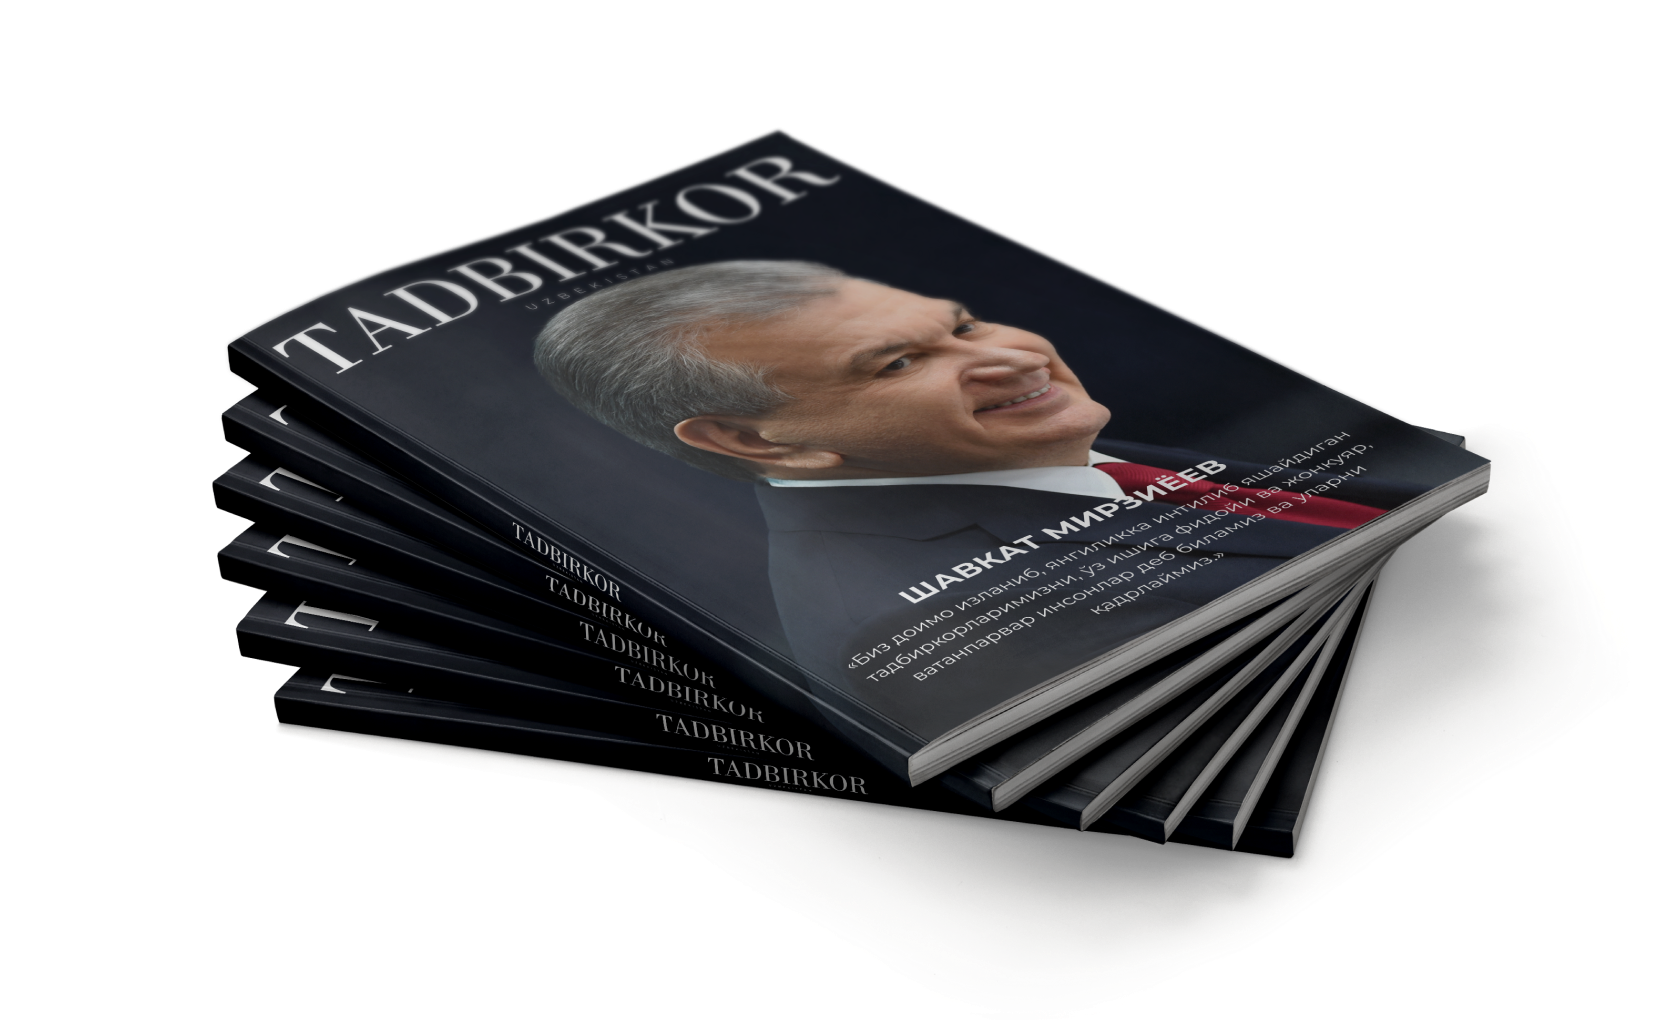 TADBIRKOR
UZBEKISTAN
ШАВКАТ МИРЗИЁЕВ
«Биз доимо изланиб, янгиликка интилиб яшайдиган
тадбиркорларимизни, ўз ишига фидойи ва жонкуяр,
ватанпарвар инсонлар деб биламиз ва уларни
қадрлаймиз.»
TADBIRKOR
TADBIRKOR
TADBIRKOR
TADBIRKOR
TADBIRKOR
TADBIRKOR